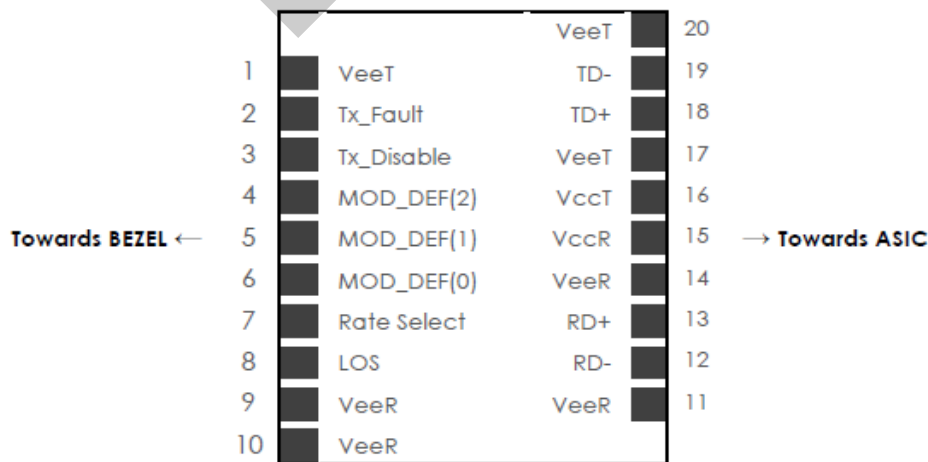 VeeT 20
1 VeeT TD- 19
2 Tx_Fault TD+ 18
3 Tx_Disable VeeT 17
4 MOD_DEF(2) VccT 16
Towards BEZEL ← 5 MOD_DEF(1) VccR 15 → Towards ASIC
6 MOD_DEF(0) VeeR 14
7 Rate Select RD+ 13
8 LOS RD- 12
9 VeeR VeeR 11
10 VeeR